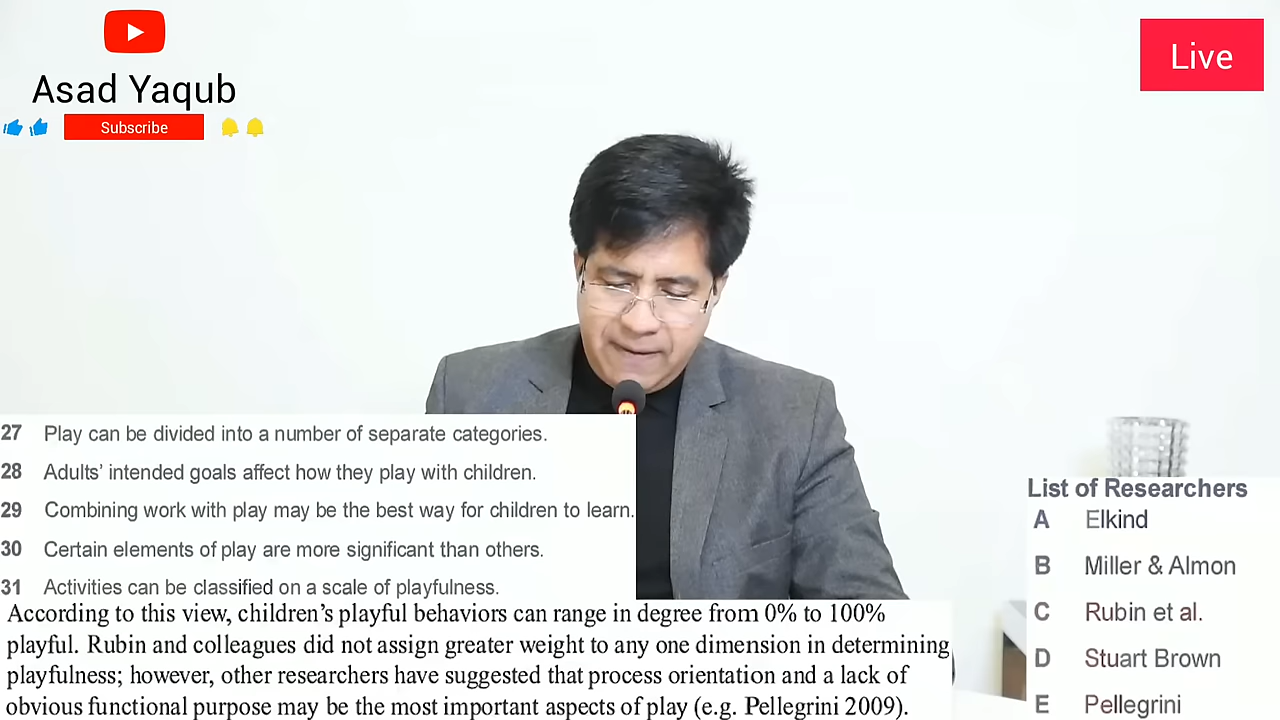 Asad Yaqub
Subscribe
Live
27 Play can be divided into a number of separate categories.
28 Adults’ intended goals affect how they play with children.
29 Combining work with play may be the best way for children to learn.
30 Certain elements of play are more significant than others.
31 Activities can be classified on a scale of playfulness.
List of Researchers
A Elkind
B Miller & Almon
C Rubin et al.
D Stuart Brown
E Pellegrini
According to this view, children’s playful behaviors can range in degree from 0% to 100%
playful. Rubin and colleagues did not assign greater weight to any one dimension in determining
playfulness; however, other researchers have suggested that process orientation and a lack of
obvious functional purpose may be the most important aspects of play (e.g. Pellegrini 2009).